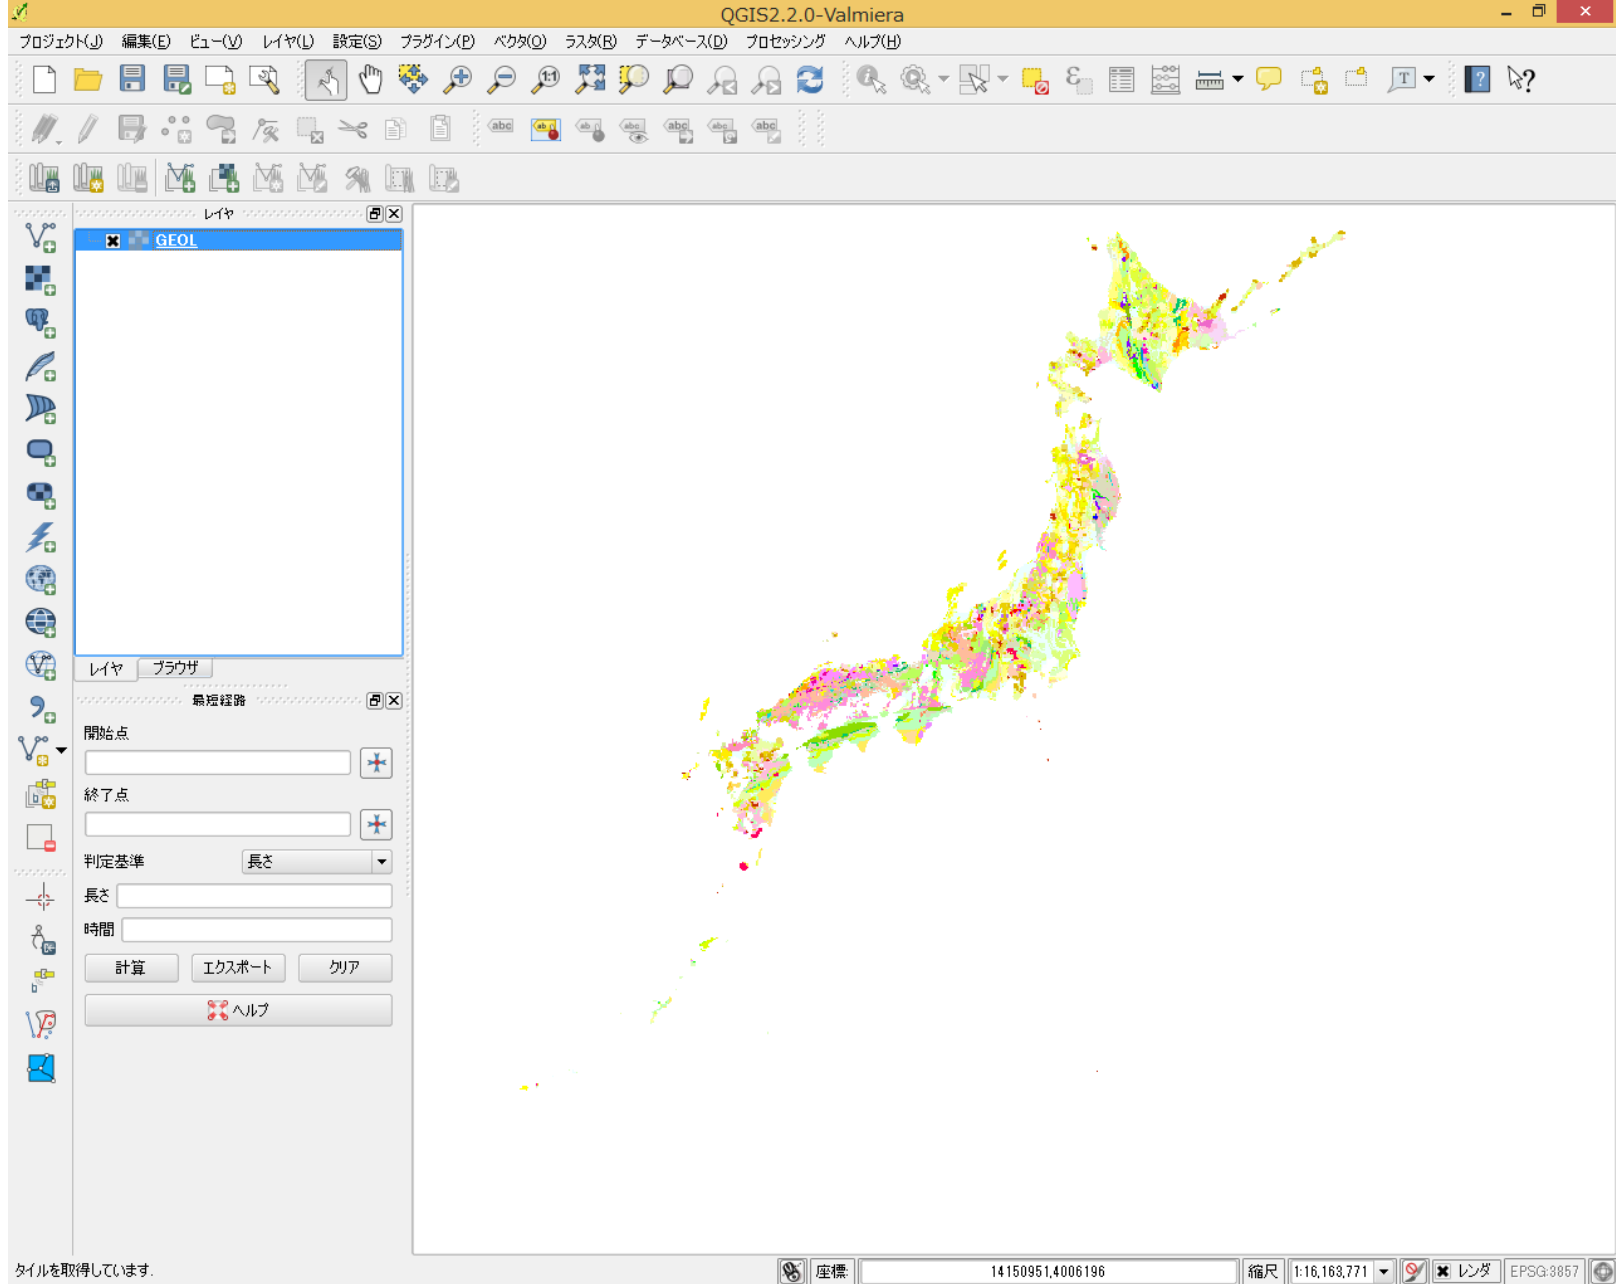 QGIS2.2.0-Valmiera
プロジェクト(J) 編集(E) ビュー(V) レイヤ(L) 設定(S) プラグイン(P) ベクタ(O) ラスタ(R) データベース(D) プロセッシング ヘルプ(H)
レイヤ
GEOL
レイヤ ブラウザ
最短経路
開始点
終了点
判定基準 長さ
長さ
時間
計算 エクスポート クリア
ヘルプ
タイルを取得しています. 座標: 14150951,4006196 縮尺 1:16,163,771 レンダ EPSG:3857